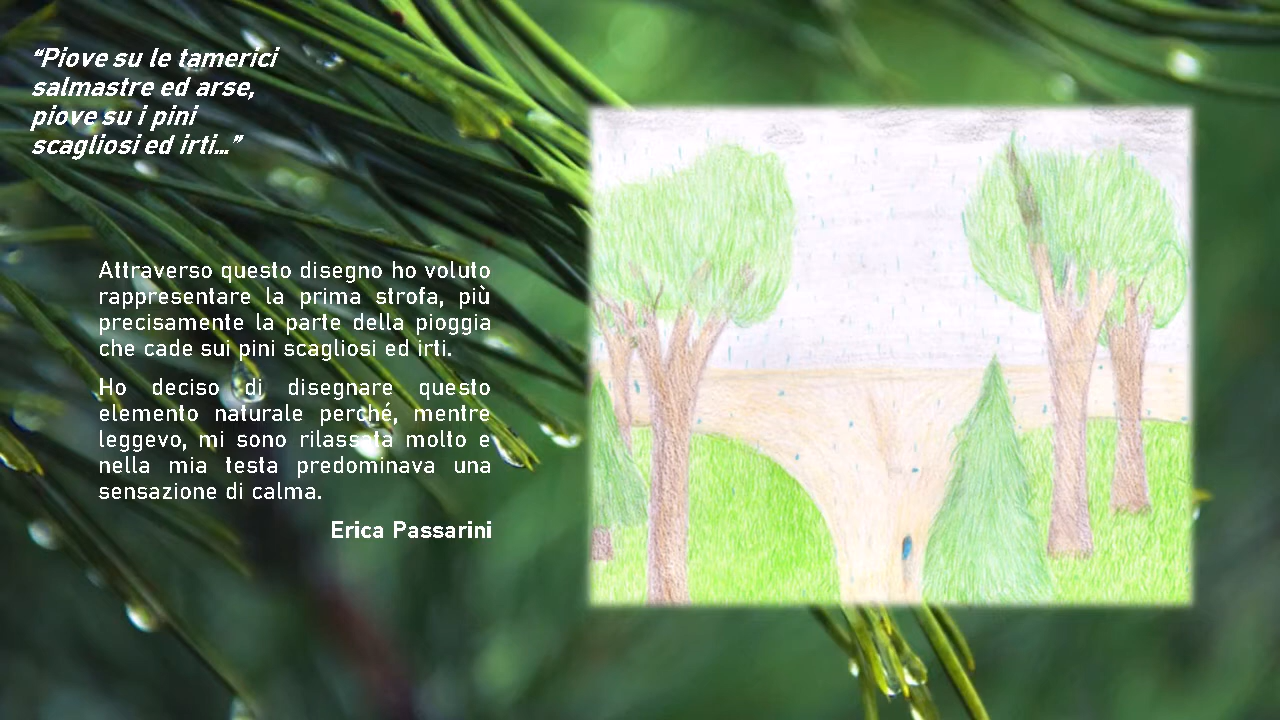 “Piove su le tamerici
salmastre ed arse,
piove su i pini
scagliosi ed irti...”
Attraverso questo disegno ho voluto
rappresentare la prima strofa, più
precisamente la parte della pioggia
che cade sui pini scagliosi ed irti.
Ho deciso di disegnare questo
elemento naturale perché, mentre
leggevo, mi sono rilassata molto e
nella mia testa predominava una
sensazione di calma.
Erica Passarini